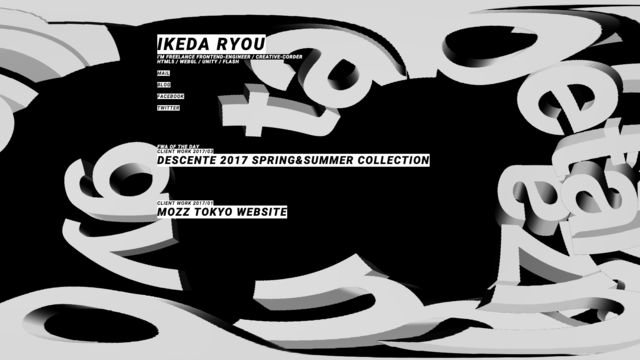 IKEDA RYOU
I'M FREELANCE FRONTEND-ENGINEER / CREATIVE-CORDER
HTML5 / WEBGL / UNITY / FLASH
MAIL
BLOG
FACEBOOK
TWITTER
FWA OF THE DAY
CLIENT WORK 2017/03
DESCENTE 2017 SPRING&SUMMER COLLECTION
CLIENT WORK 2017/01
MOZZ TOKYO WEBSITE